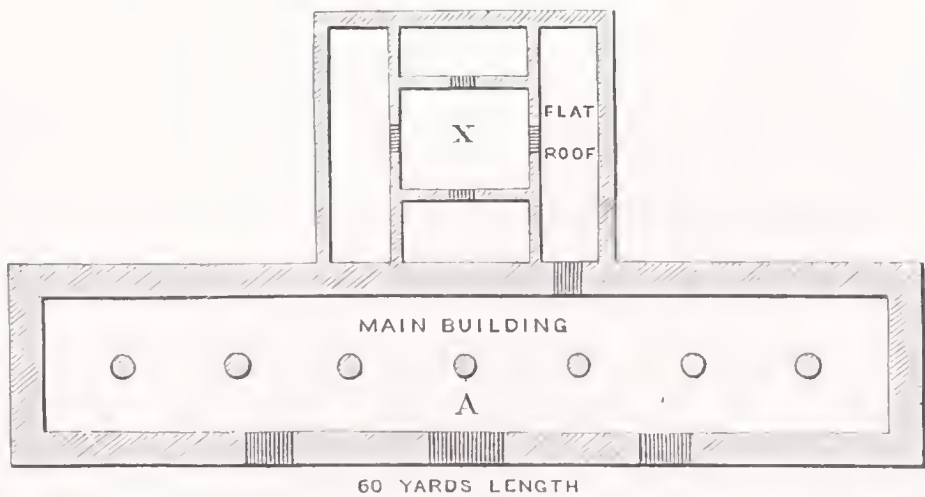 FLAT
X
ROOF
MAIN BUILDING
A
60 YARDS LENGTH